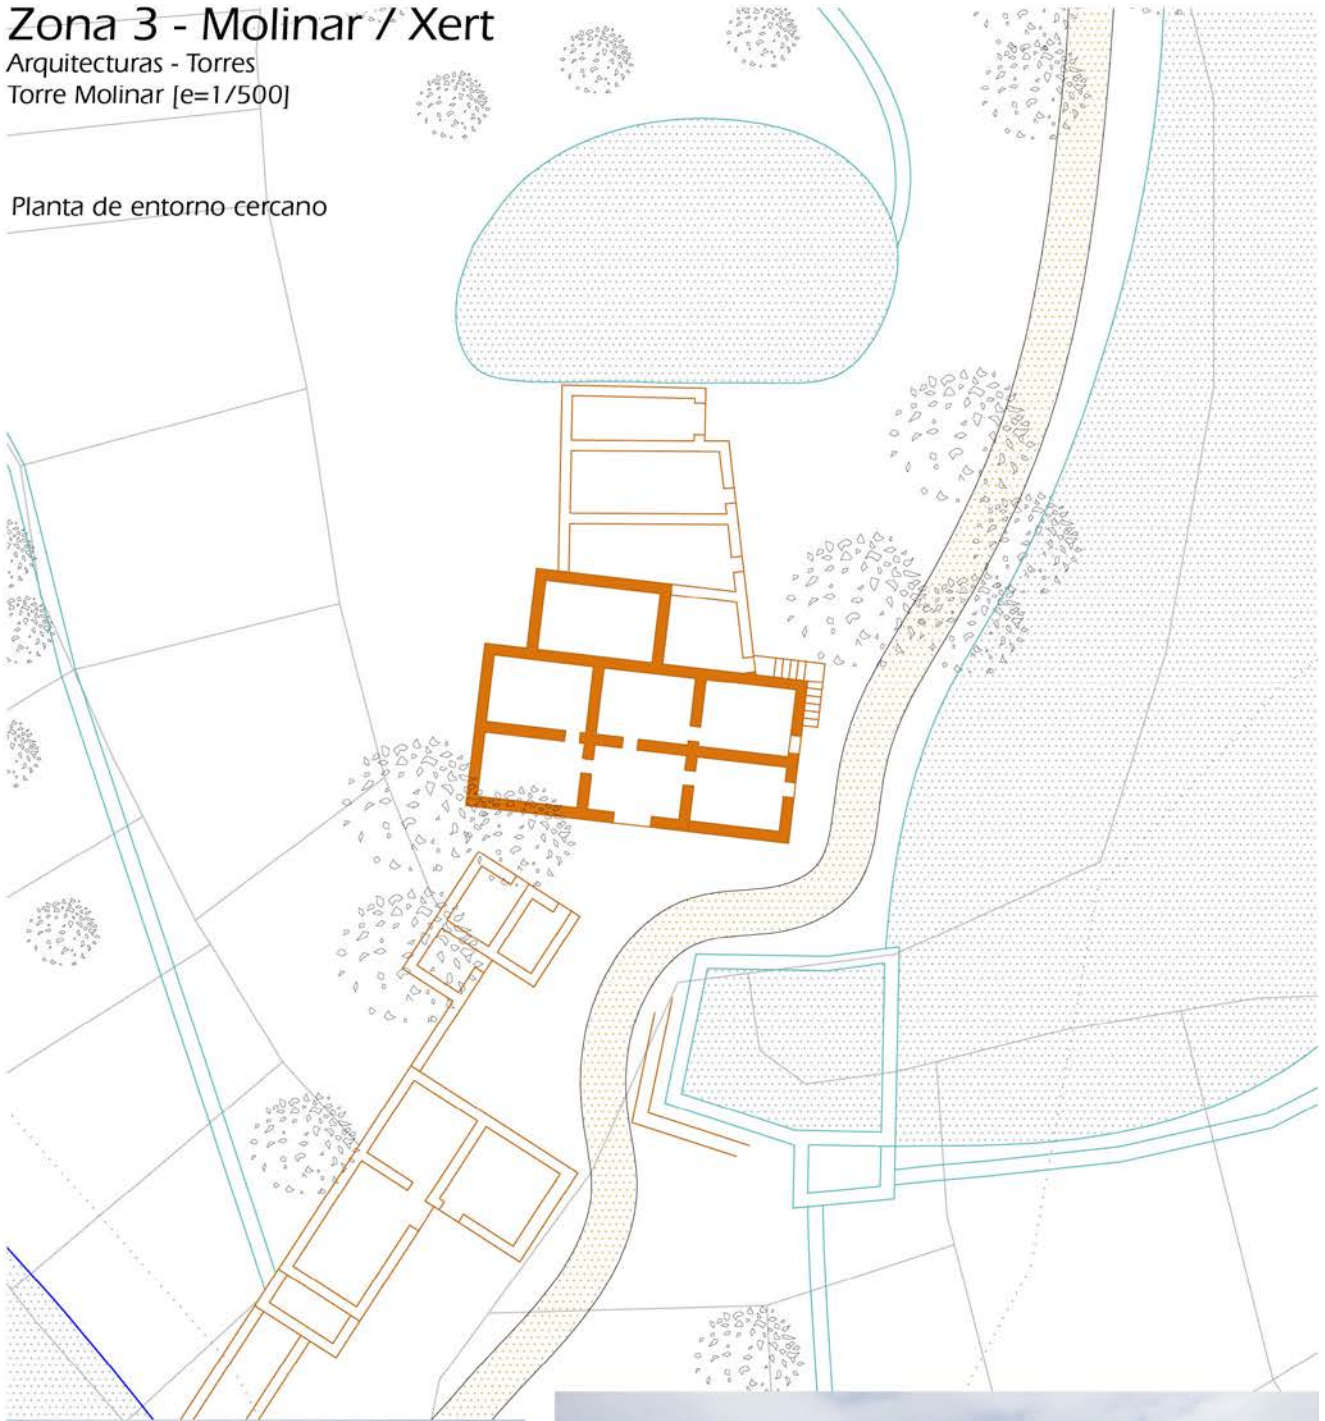 Zona 3 - Molinar / Xert
Arquitecturas - Torres
Torre Molinar [e=1/500]
Planta de entorno cercano